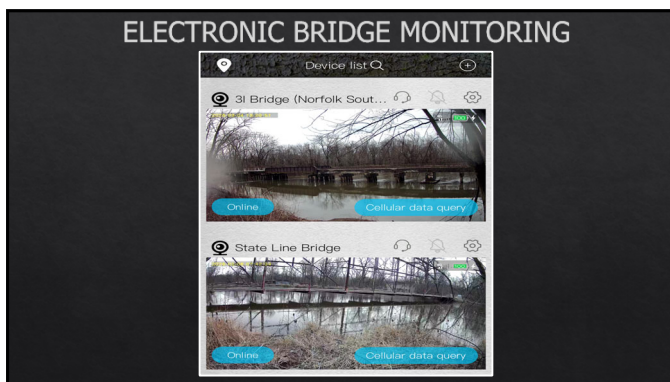 ELECTRONIC BRIDGE MONITORING
Device list
3I Bridge (Norfolk Sout...
Online
Cellular data query
State Line Bridge
Online
Cellular data query